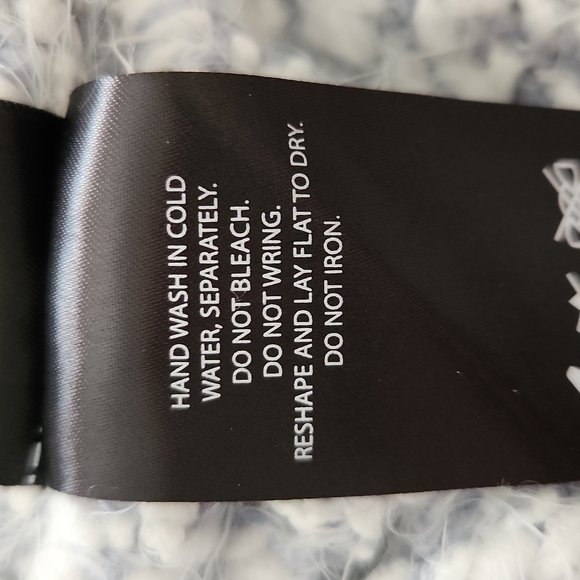 HAND WASH IN COLD
WATER, SEPARATELY.
DO NOT BLEACH.
DO NOT WRING.
RESHAPE AND LAY FLAT TO DRY.
DO NOT IRON.